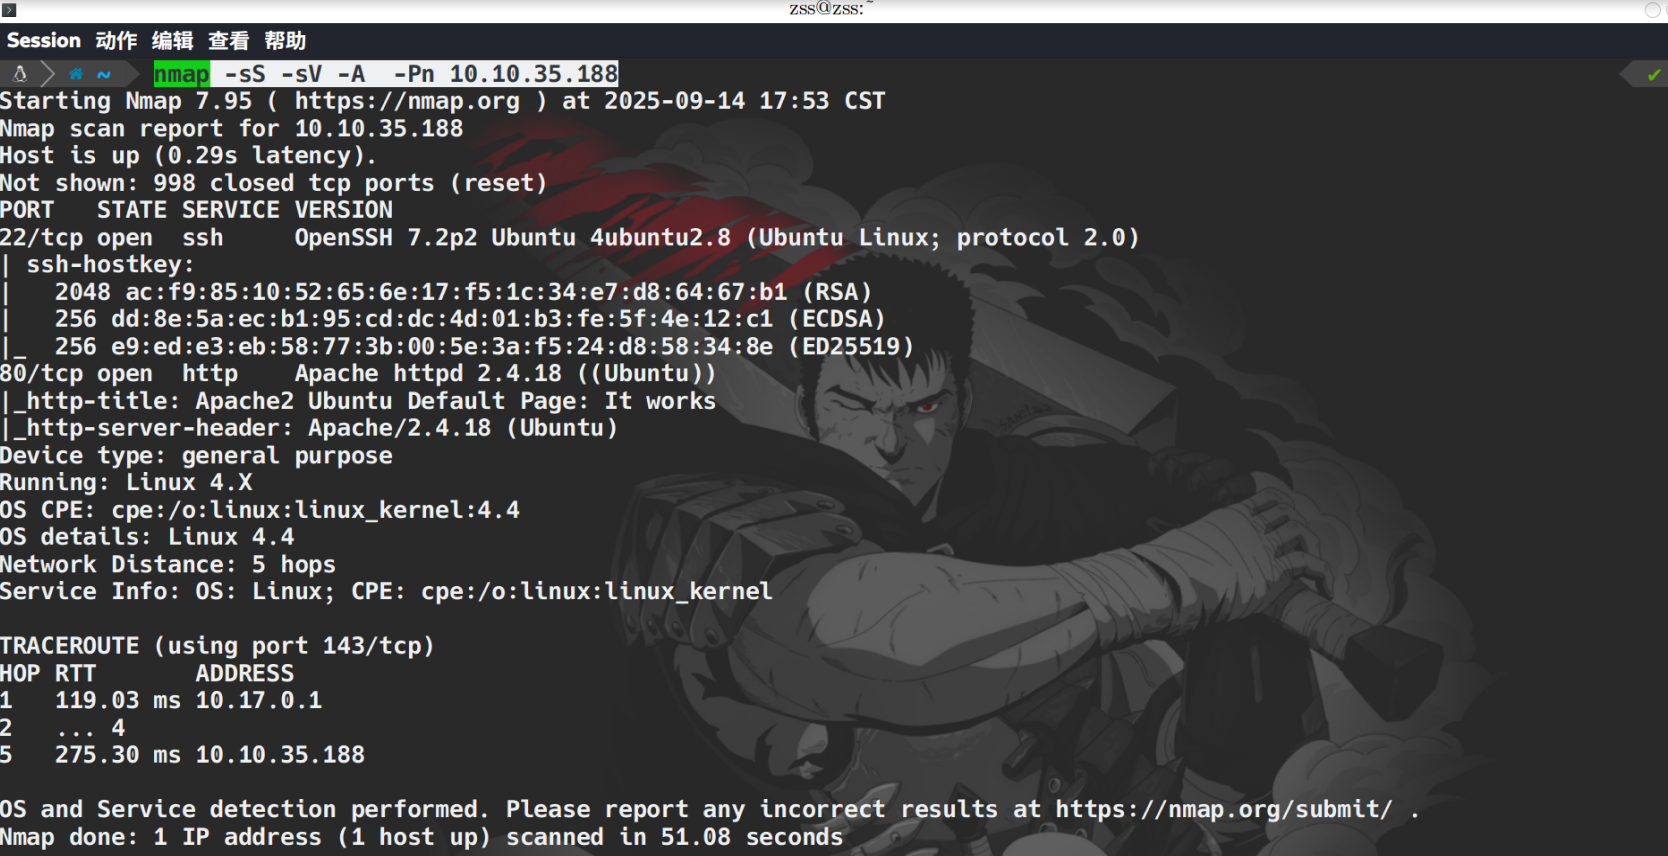 zss@zss:~
Session 动作 编辑 查看 帮助
~ nmap -sS -sV -A  -Pn 10.10.35.188
Starting Nmap 7.95 ( https://nmap.org ) at 2025-09-14 17:53 CST
Nmap scan report for 10.10.35.188
Host is up (0.29s latency).
Not shown: 998 closed tcp ports (reset)
PORT   STATE SERVICE VERSION
22/tcp open  ssh     OpenSSH 7.2p2 Ubuntu 4ubuntu2.8 (Ubuntu Linux; protocol 2.0)
| ssh-hostkey:
|   2048 ac:f9:85:10:52:65:6e:17:f5:1c:34:e7:d8:64:67:b1 (RSA)
|   256 dd:8e:5a:ec:b1:95:cd:dc:4d:01:b3:fe:5f:4e:12:c1 (ECDSA)
|_  256 e9:ed:e3:eb:58:77:3b:00:5e:3a:f5:24:d8:58:34:8e (ED25519)
80/tcp open  http    Apache httpd 2.4.18 ((Ubuntu))
|_http-title: Apache2 Ubuntu Default Page: It works
|_http-server-header: Apache/2.4.18 (Ubuntu)
Device type: general purpose
Running: Linux 4.X
OS CPE: cpe:/o:linux:linux_kernel:4.4
OS details: Linux 4.4
Network Distance: 5 hops
Service Info: OS: Linux; CPE: cpe:/o:linux:linux_kernel
TRACEROUTE (using port 143/tcp)
HOP RTT       ADDRESS
1   119.03 ms 10.17.0.1
2   ... 4
5   275.30 ms 10.10.35.188
OS and Service detection performed. Please report any incorrect results at https://nmap.org/submit/ .
Nmap done: 1 IP address (1 host up) scanned in 51.08 seconds